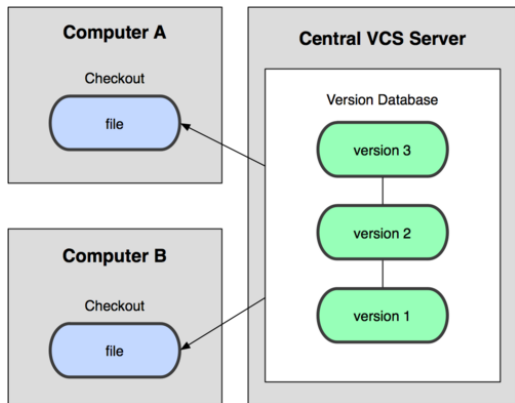 Computer A
Checkout
file
Computer B
Checkout
file
Central VCS Server
Version Database
version 3
version 2
version 1